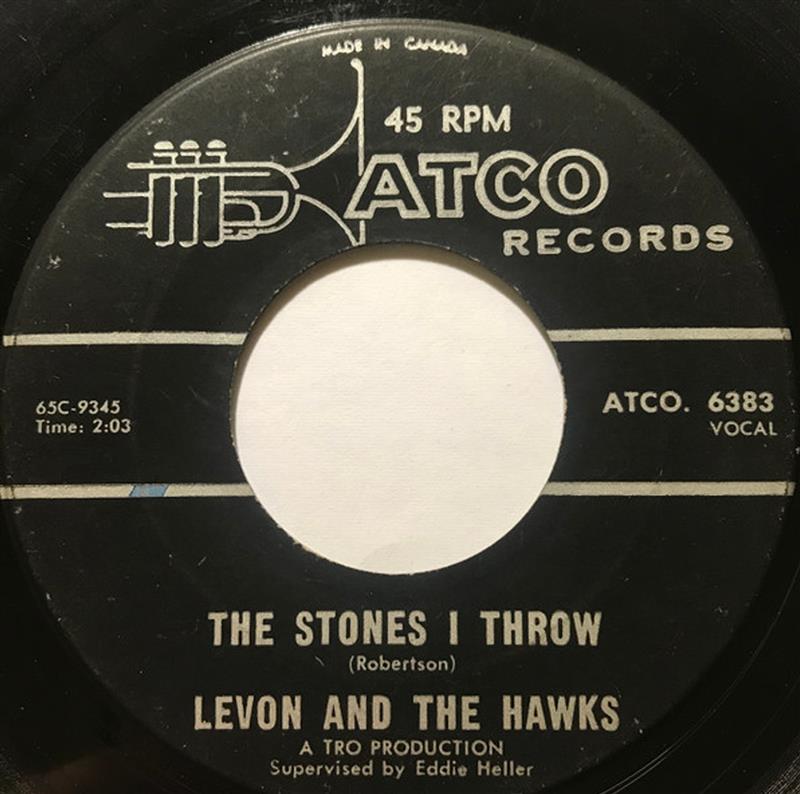 MADE IN CANADA
45 RPM
ATCO
RECORDS
65C-9345
Time: 2:03
ATCO. 6383
VOCAL
THE STONES I THROW
(Robertson)
LEVON AND THE HAWKS
A TRO PRODUCTION
Supervised by Eddie Heller